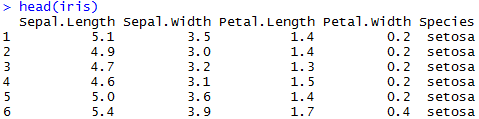 > head(iris)
  Sepal.Length Sepal.Width Petal.Length Petal.Width Species
1          5.1         3.5          1.4         0.2  setosa
2          4.9         3.0          1.4         0.2  setosa
3          4.7         3.2          1.3         0.2  setosa
4          4.6         3.1          1.5         0.2  setosa
5          5.0         3.6          1.4         0.2  setosa
6          5.4         3.9          1.7         0.4  setosa